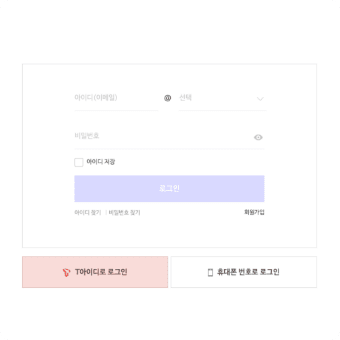 아이디 (이메일) @ 선택
비밀번호
아이디 저장
로그인
아이디 찾기 | 비밀번호 찾기 회원가입
T아이디로 로그인 휴대폰 번호로 로그인